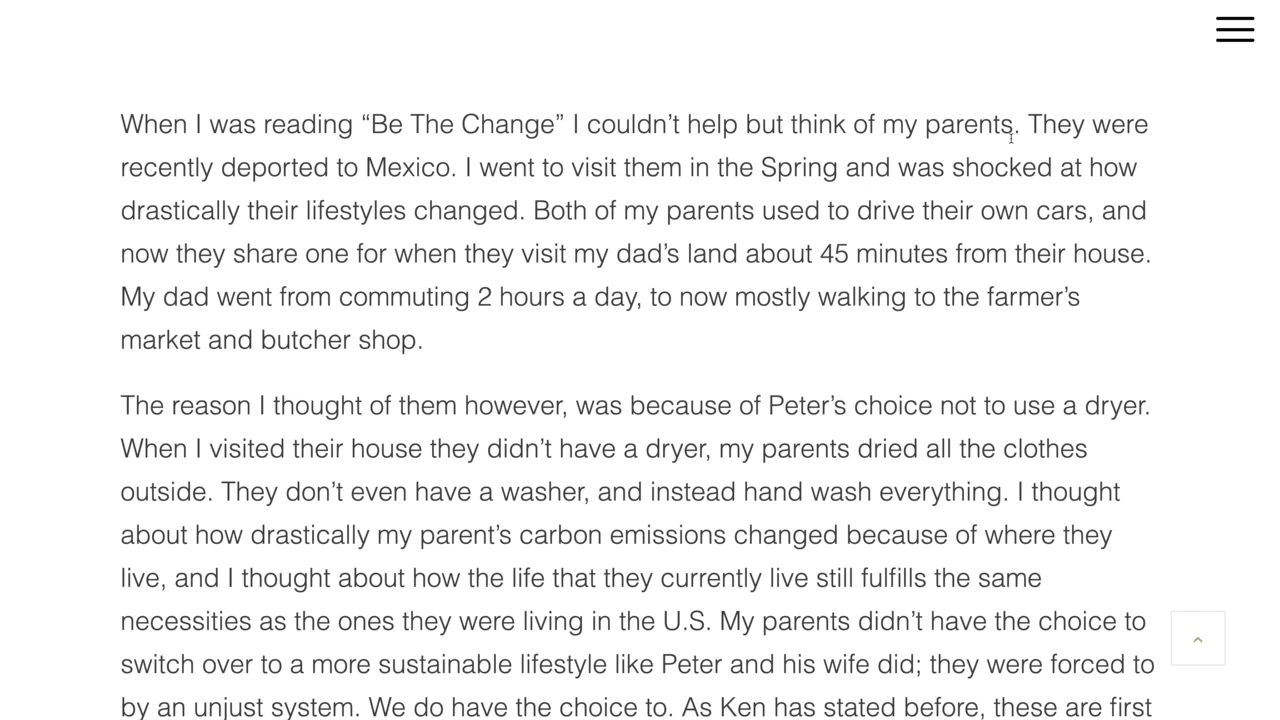 When I was reading “Be The Change” I couldn’t help but think of my parents. They were
recently deported to Mexico. I went to visit them in the Spring and was shocked at how
drastically their lifestyles changed. Both of my parents used to drive their own cars, and
now they share one for when they visit my dad’s land about 45 minutes from their house.
My dad went from commuting 2 hours a day, to now mostly walking to the farmer’s
market and butcher shop.
The reason I thought of them however, was because of Peter’s choice not to use a dryer.
When I visited their house they didn’t have a dryer, my parents dried all the clothes
outside. They don’t even have a washer, and instead hand wash everything. I thought
about how drastically my parent’s carbon emissions changed because of where they
live, and I thought about how the life that they currently live still fulfills the same
necessities as the ones they were living in the U.S. My parents didn’t have the choice to
switch over to a more sustainable lifestyle like Peter and his wife did; they were forced to
by an unjust system. We do have the choice to. As Ken has stated before, these are first